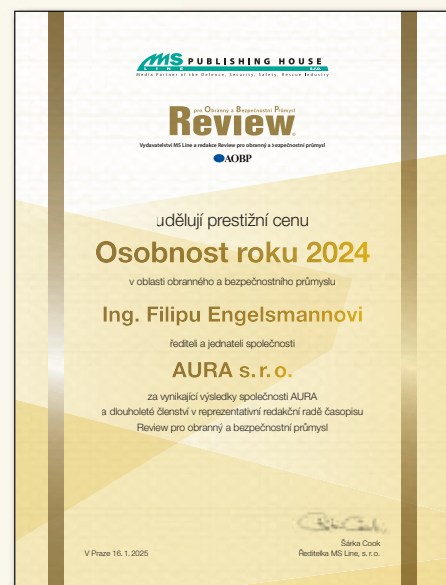 MS PUBLISHING HOUSE
LINE s.r.o.
Media Partner of the Defence, Security, Safety, Rescue Industry
pro Obranný a Bezpečnostní Průmysl
Review
Vydavatelství MS Line a redakce Review pro obranný a bezpečnostní průmysl
AOBP
udělují prestižní cenu
Osobnost roku 2024
v oblasti obranného a bezpečnostního průmyslu
Ing. Filipu Engelsmannovi
řediteli a jednateli společnosti
AURA s.r.o.
za vynikající výsledky společnosti AURA
a dlouholeté členství v reprezentativní redakční radě časopisu
Review pro obranný a bezpečnostní průmysl
Šárka Cook
V Praze 16. 1. 2025
Ředitelka MS Line, s. r. o.